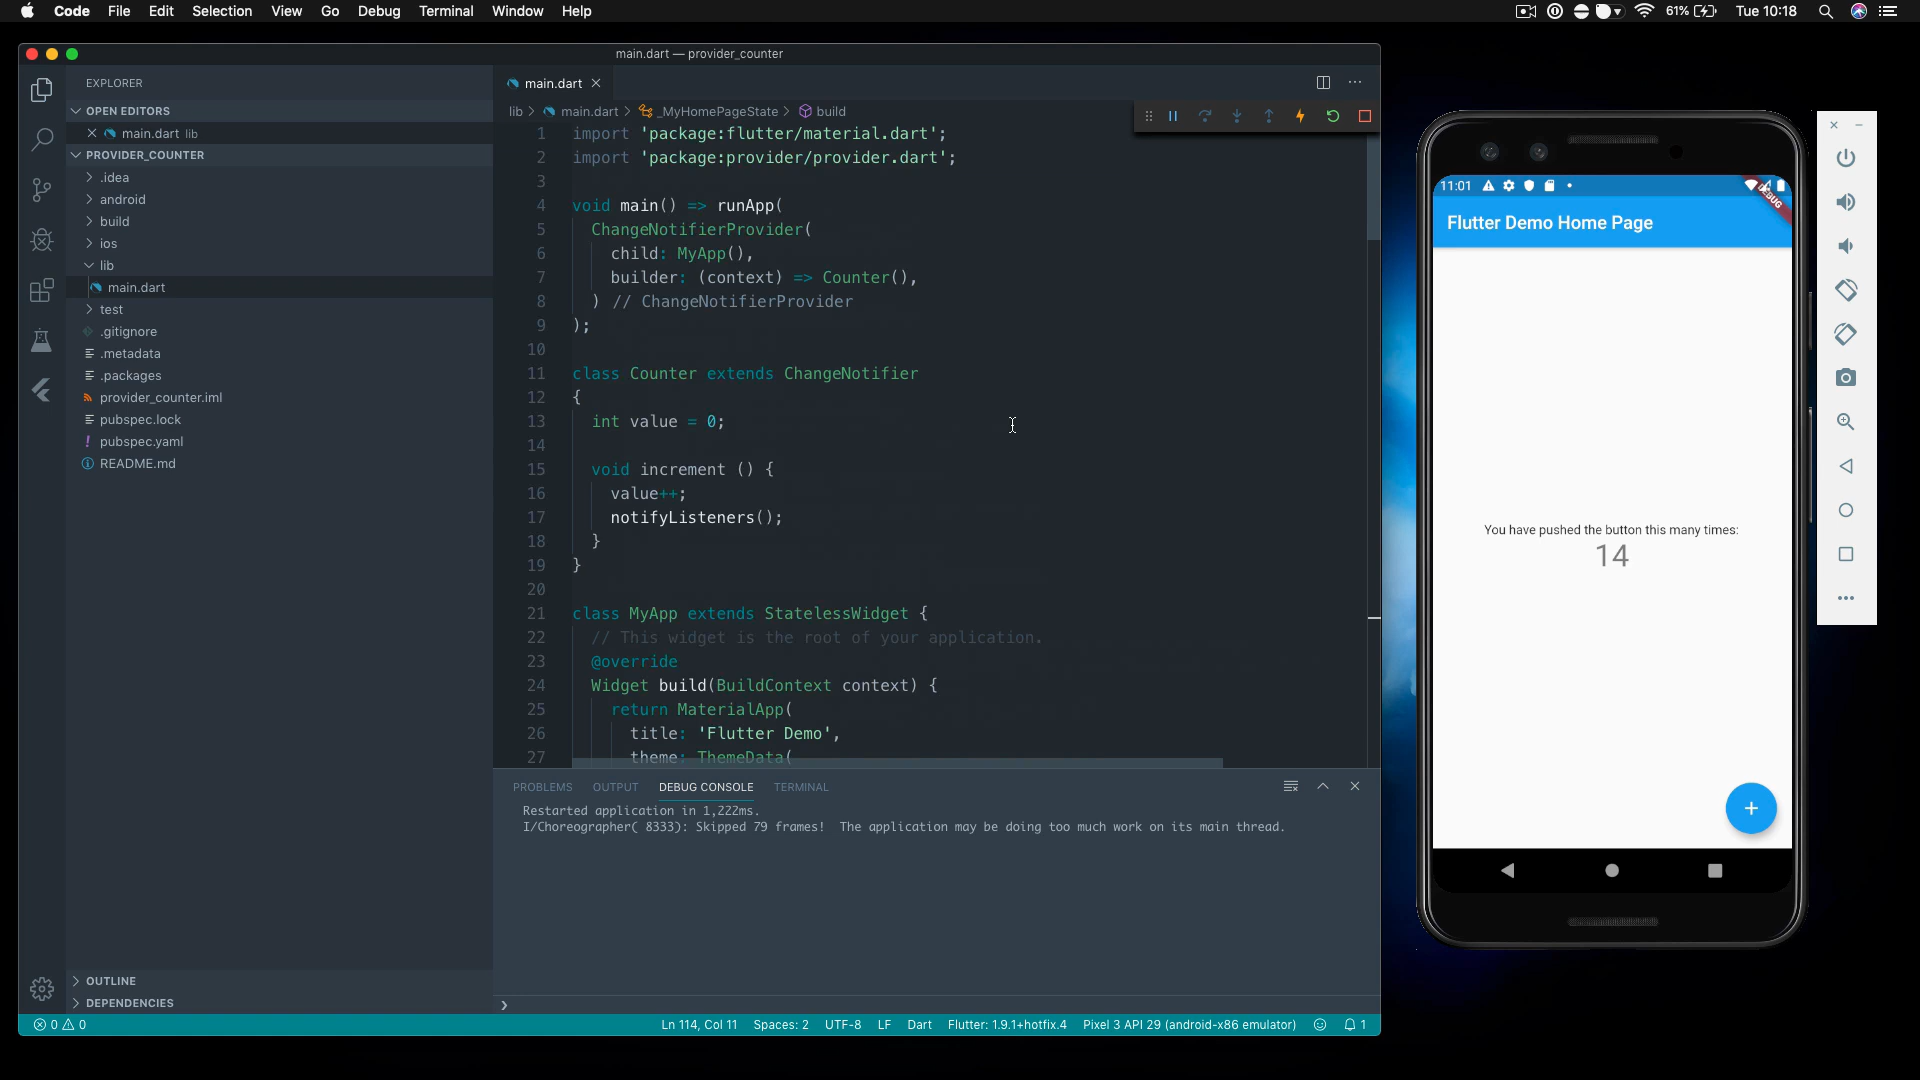 Code File Edit Selection View Go Debug Terminal Window Help
61% Tue 10:18
main.dart — provider_counter
EXPLORER
OPEN EDITORS
main.dart lib
PROVIDER_COUNTER
.idea
android
build
ios
lib
main.dart
test
.gitignore
.metadata
.packages
provider_counter.iml
pubspec.lock
pubspec.yaml
README.md
OUTLINE
DEPENDENCIES
main.dart
lib > main.dart > _MyHomePageState > build
1 import 'package:flutter/material.dart';
2 import 'package:provider/provider.dart';
3
4 void main() => runApp(
5 ChangeNotifierProvider(
6 child: MyApp(),
7 builder: (context) => Counter(),
8 ) // ChangeNotifierProvider
9 );
10
11 class Counter extends ChangeNotifier
12 {
13 int value = 0;
14
15 void increment () {
16 value++;
17 notifyListeners();
18 }
19 }
20
21 class MyApp extends StatelessWidget {
22 // This widget is the root of your application.
23 @override
24 Widget build(BuildContext context) {
25 return MaterialApp(
26 title: 'Flutter Demo',
27 theme: ThemeData(
PROBLEMS OUTPUT DEBUG CONSOLE TERMINAL
Restarted application in 1,222ms.
I/Choreographer( 8333): Skipped 79 frames! The application may be doing too much work on its main thread.
0 0 Ln 114, Col 11 Spaces: 2 UTF-8 LF Dart Flutter: 1.9.1+hotfix.4 Pixel 3 API 29 (android-x86 emulator) 1
11:01
DEBUG
Flutter Demo Home Page
You have pushed the button this many times:
14
+